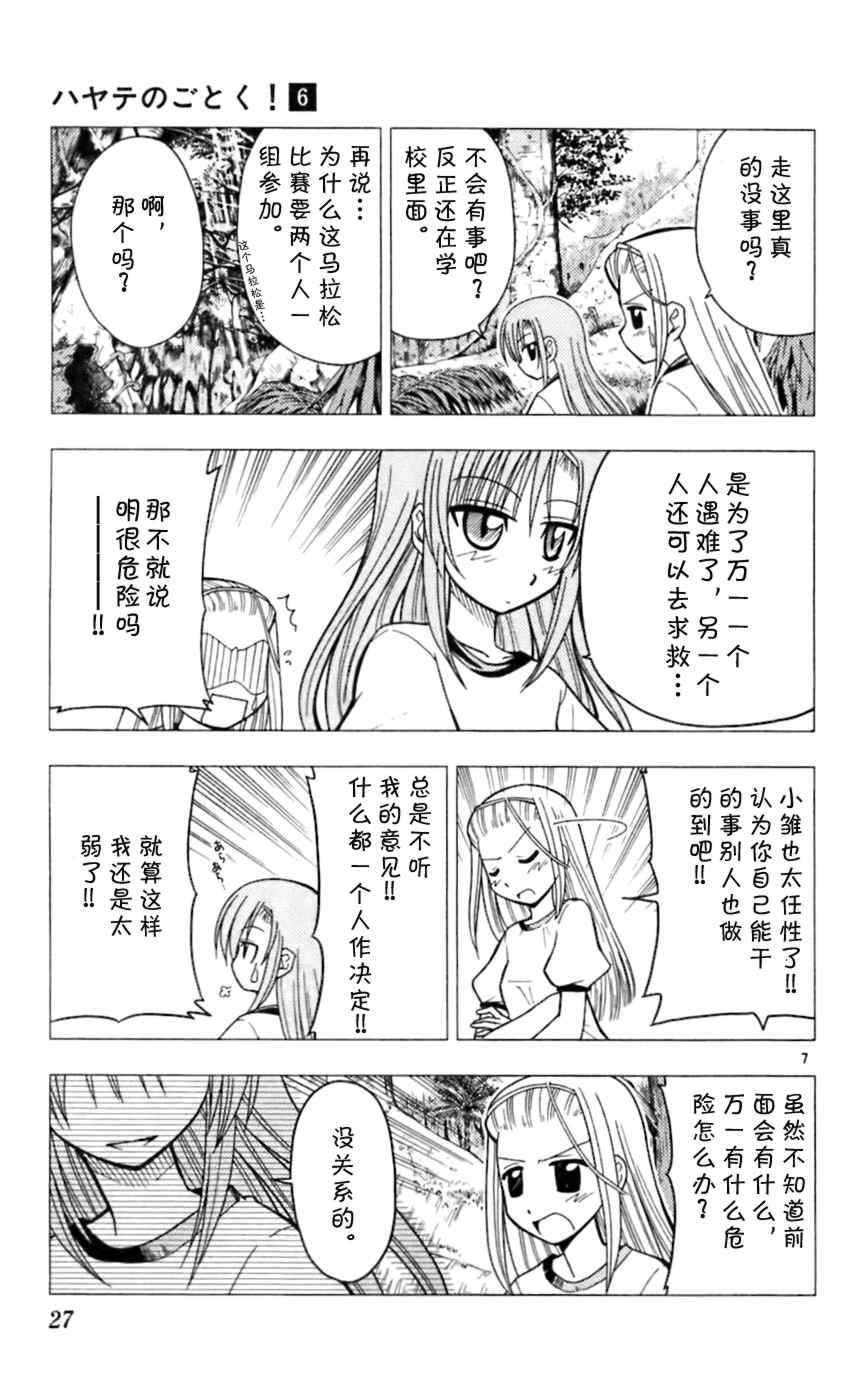 ハヤテのごとく！6
走这里真
的没事吗？
不会有事吧？
反正还在学
校里面。
再说…
为什么这马拉松
比赛要两个人一
组参加。
这个马拉松是…
啊，
那个吗？
是为了万一一个
人遇难了，另一个
人还可以去求救…
那不就说
明很危险吗
———!!
小雏也太任性了!!
认为你自己能干
的事别人也做
的到吧!!
总是不听
我的意见!!
什么都一个人作决定!!
あらあら
就算这样
我还是太
弱了!!
7
虽然不知道前
面会有什么，
万一有什么危
险怎么办？
没关系的。
27